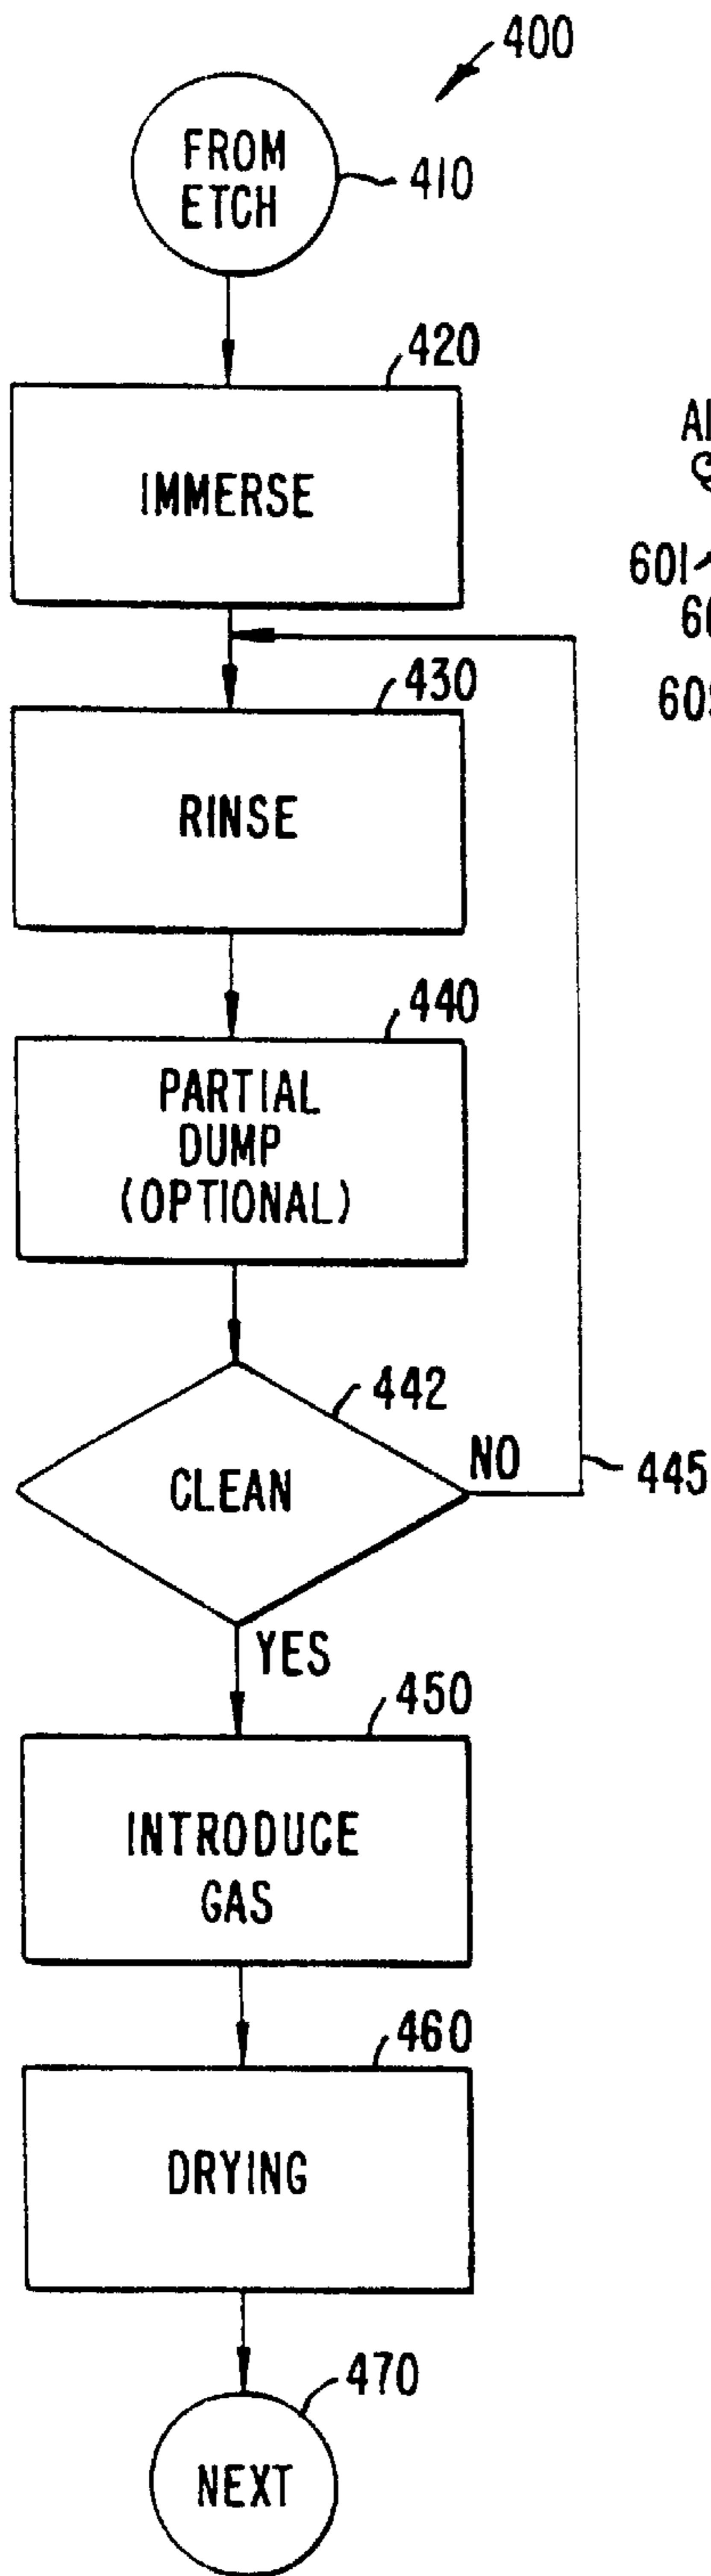 400
FROM
ETCH
410
420
IMMERSE
601
430
RINSE
440
PARTIAL
DUMP
(OPTIONAL)
442
CLEAN
NO
445
YES
450
INTRODUCE
GAS
460
DRYING
470
NEXT